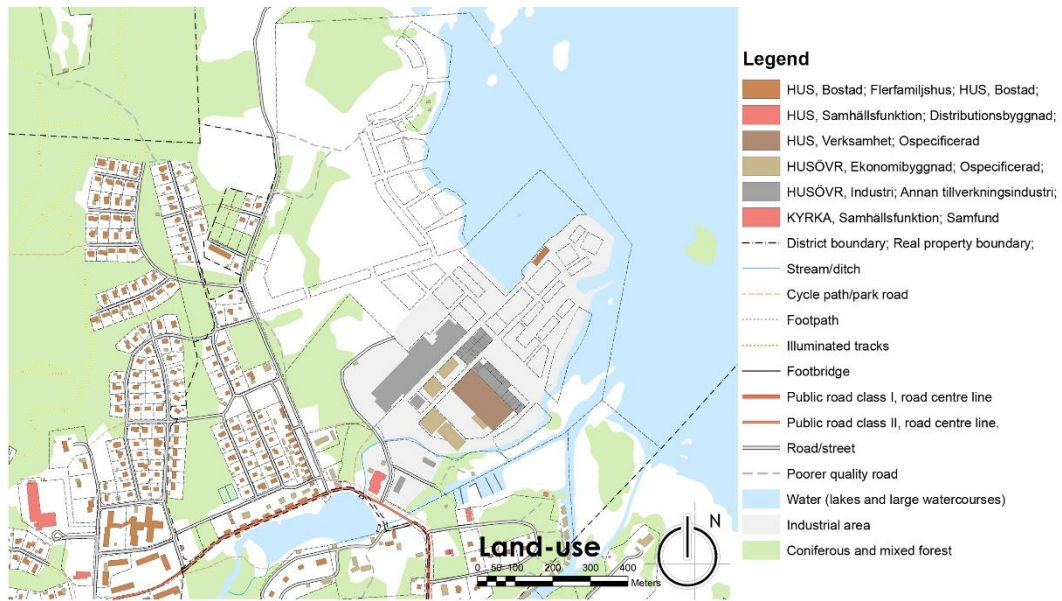 Legend
HUS, Bostad; Flerfamiljshus; HUS, Bostad;
HUS, Samhällsfunktion; Distributionsbyggnad;
HUS, Verksamhet; Ospecificerad
HUSÖVR, Ekonomibyggnad; Ospecificerad;
HUSÖVR, Industri; Annan tillverkningsindustri;
KYRKA, Samhällsfunktion; Samfund
District boundary; Real property boundary;
Stream/ditch
Cycle path/park road
Footpath
Illuminated tracks
Footbridge
Public road class I, road centre line
Public road class II, road centre line.
Road/street
Poorer quality road
Water (lakes and large watercourses)
Industrial area
Coniferous and mixed forest
Land-use
N
0 50 100 200 300 400
Meters